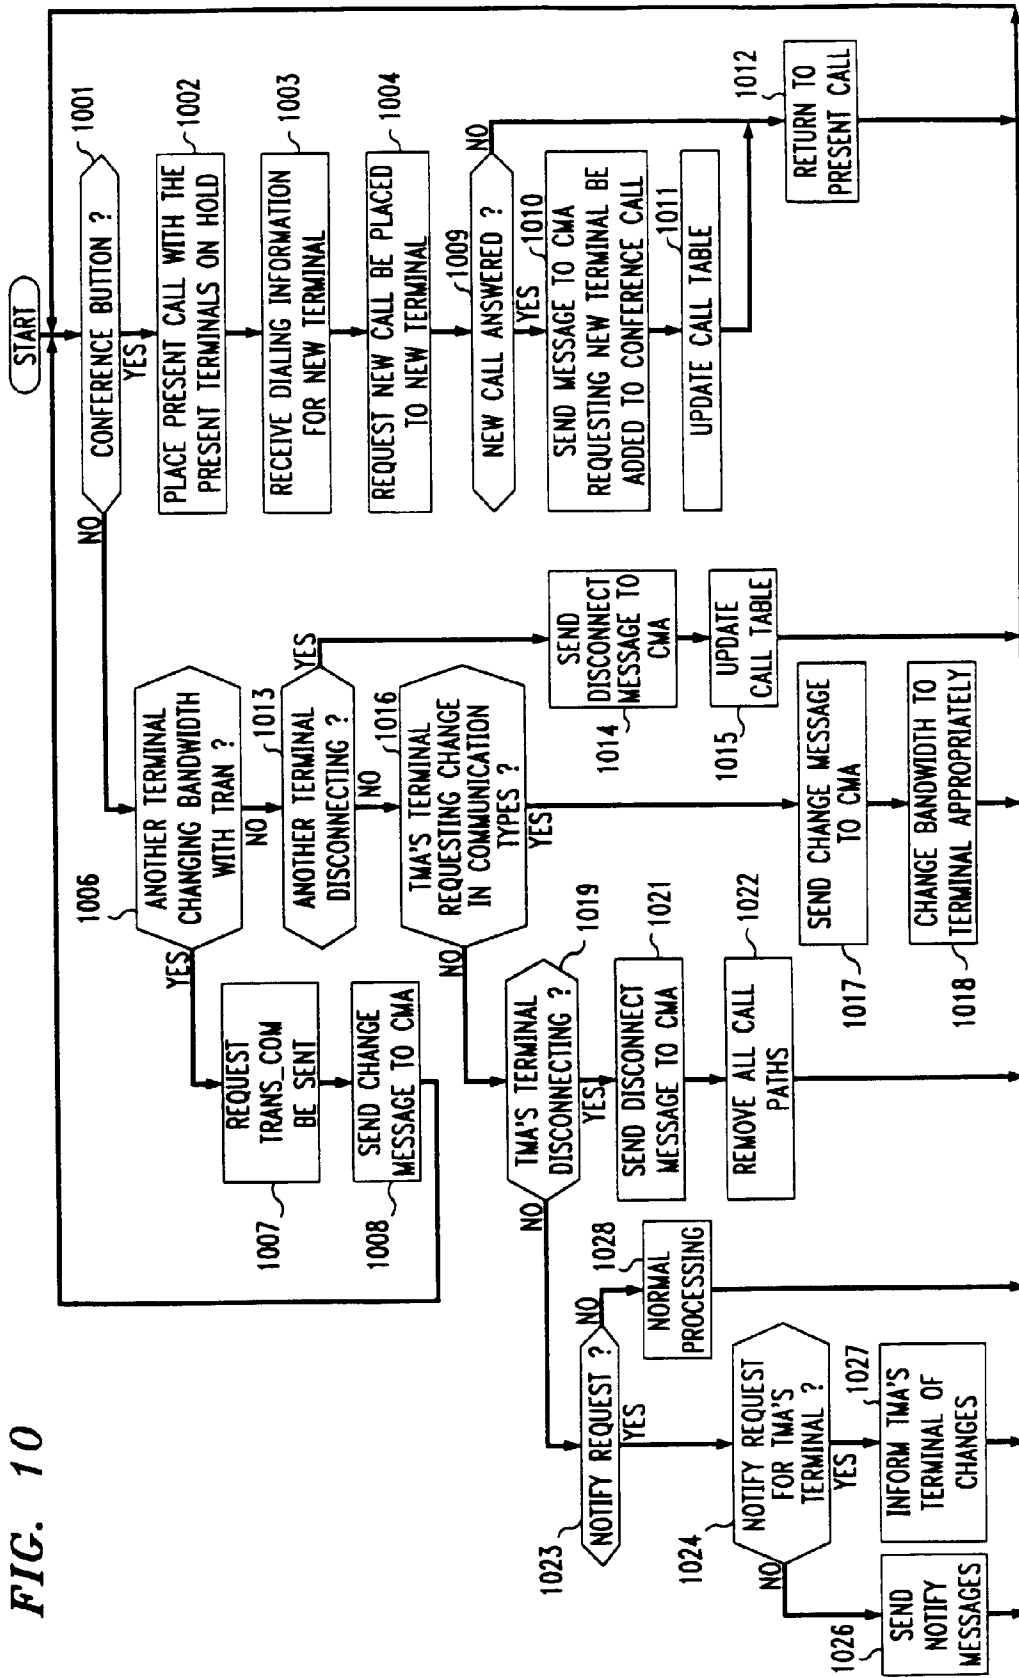 FIG. 10
START
CONFERENCE BUTTON ?
1001
NO
YES
PLACE PRESENT CALL WITH THE
PRESENT TERMINALS ON HOLD
1002
RECEIVE DIALING INFORMATION
FOR NEW TERMINAL
1003
REQUEST NEW CALL BE PLACED
TO NEW TERMINAL
1004
1009
NEW CALL ANSWERED ?
NO
YES
1010
SEND MESSAGE TO CMA
REQUESTING NEW TERMINAL BE
ADDED TO CONFERENCE CALL
1011
UPDATE CALL TABLE
1012
RETURN TO
PRESENT CALL
1006
ANOTHER TERMINAL
CHANGING BANDWIDTH
WITH TRAN ?
YES
NO
REQUEST
TRANS_COM
BE SENT
1007
SEND CHANGE
MESSAGE TO CMA
1008
1013
ANOTHER TERMINAL
DISCONNECTING ?
YES
NO
SEND
DISCONNECT
MESSAGE TO
CMA
1014
UPDATE
CALL TABLE
1015
1016
TMA'S TERMINAL
REQUESTING CHANGE
IN COMMUNICATION
TYPES ?
NO
YES
SEND CHANGE MESSAGE
TO CMA
1017
CHANGE BANDWIDTH TO
TERMINAL APPROPRIATELY
1018
1019
TMA'S TERMINAL
DISCONNECTING ?
NO
YES
1021
SEND DISCONNECT
MESSAGE TO CMA
1022
REMOVE ALL CALL
PATHS
NOTIFY REQUEST ?
1023
NO
YES
1028
NORMAL
PROCESSING
NOTIFY REQUEST
FOR TMA'S
TERMINAL ?
1024
NO
YES
1027
INFORM TMA'S
TERMINAL OF
CHANGES
1026
SEND
NOTIFY
MESSAGES